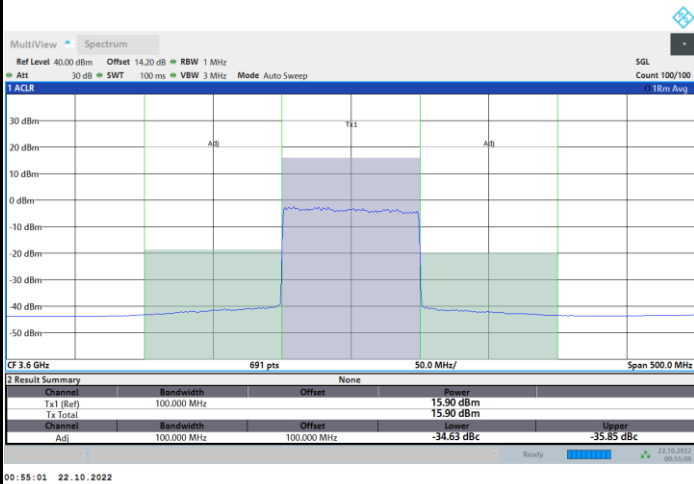 MultiView Spectrum
Ref Level 40.00 dBm Offset 14.20 dB RBW 1 MHz SGL
Att 30 dB SWT 100 ms VBW 3 MHz Mode Auto Sweep Count 100/100
1 ACLR 1Rm Avg
30 dBm
Tx1
20 dBm
Adj Adj
10 dBm
0 dBm
-10 dBm
-20 dBm
-30 dBm
-40 dBm
-50 dBm
CF 3.6 GHz 691 pts 50.0 MHz/ Span 500.0 MHz
2 Result Summary None
Channel Bandwidth Offset Power
Tx1 (Ref) 100.000 MHz 15.90 dBm
Tx Total 15.90 dBm
Channel Bandwidth Offset Lower Upper
Adj 100.000 MHz 100.000 MHz -34.63 dBc -35.85 dBc
Ready 22.10.2022
00:55:00
00:55:01 22.10.2022